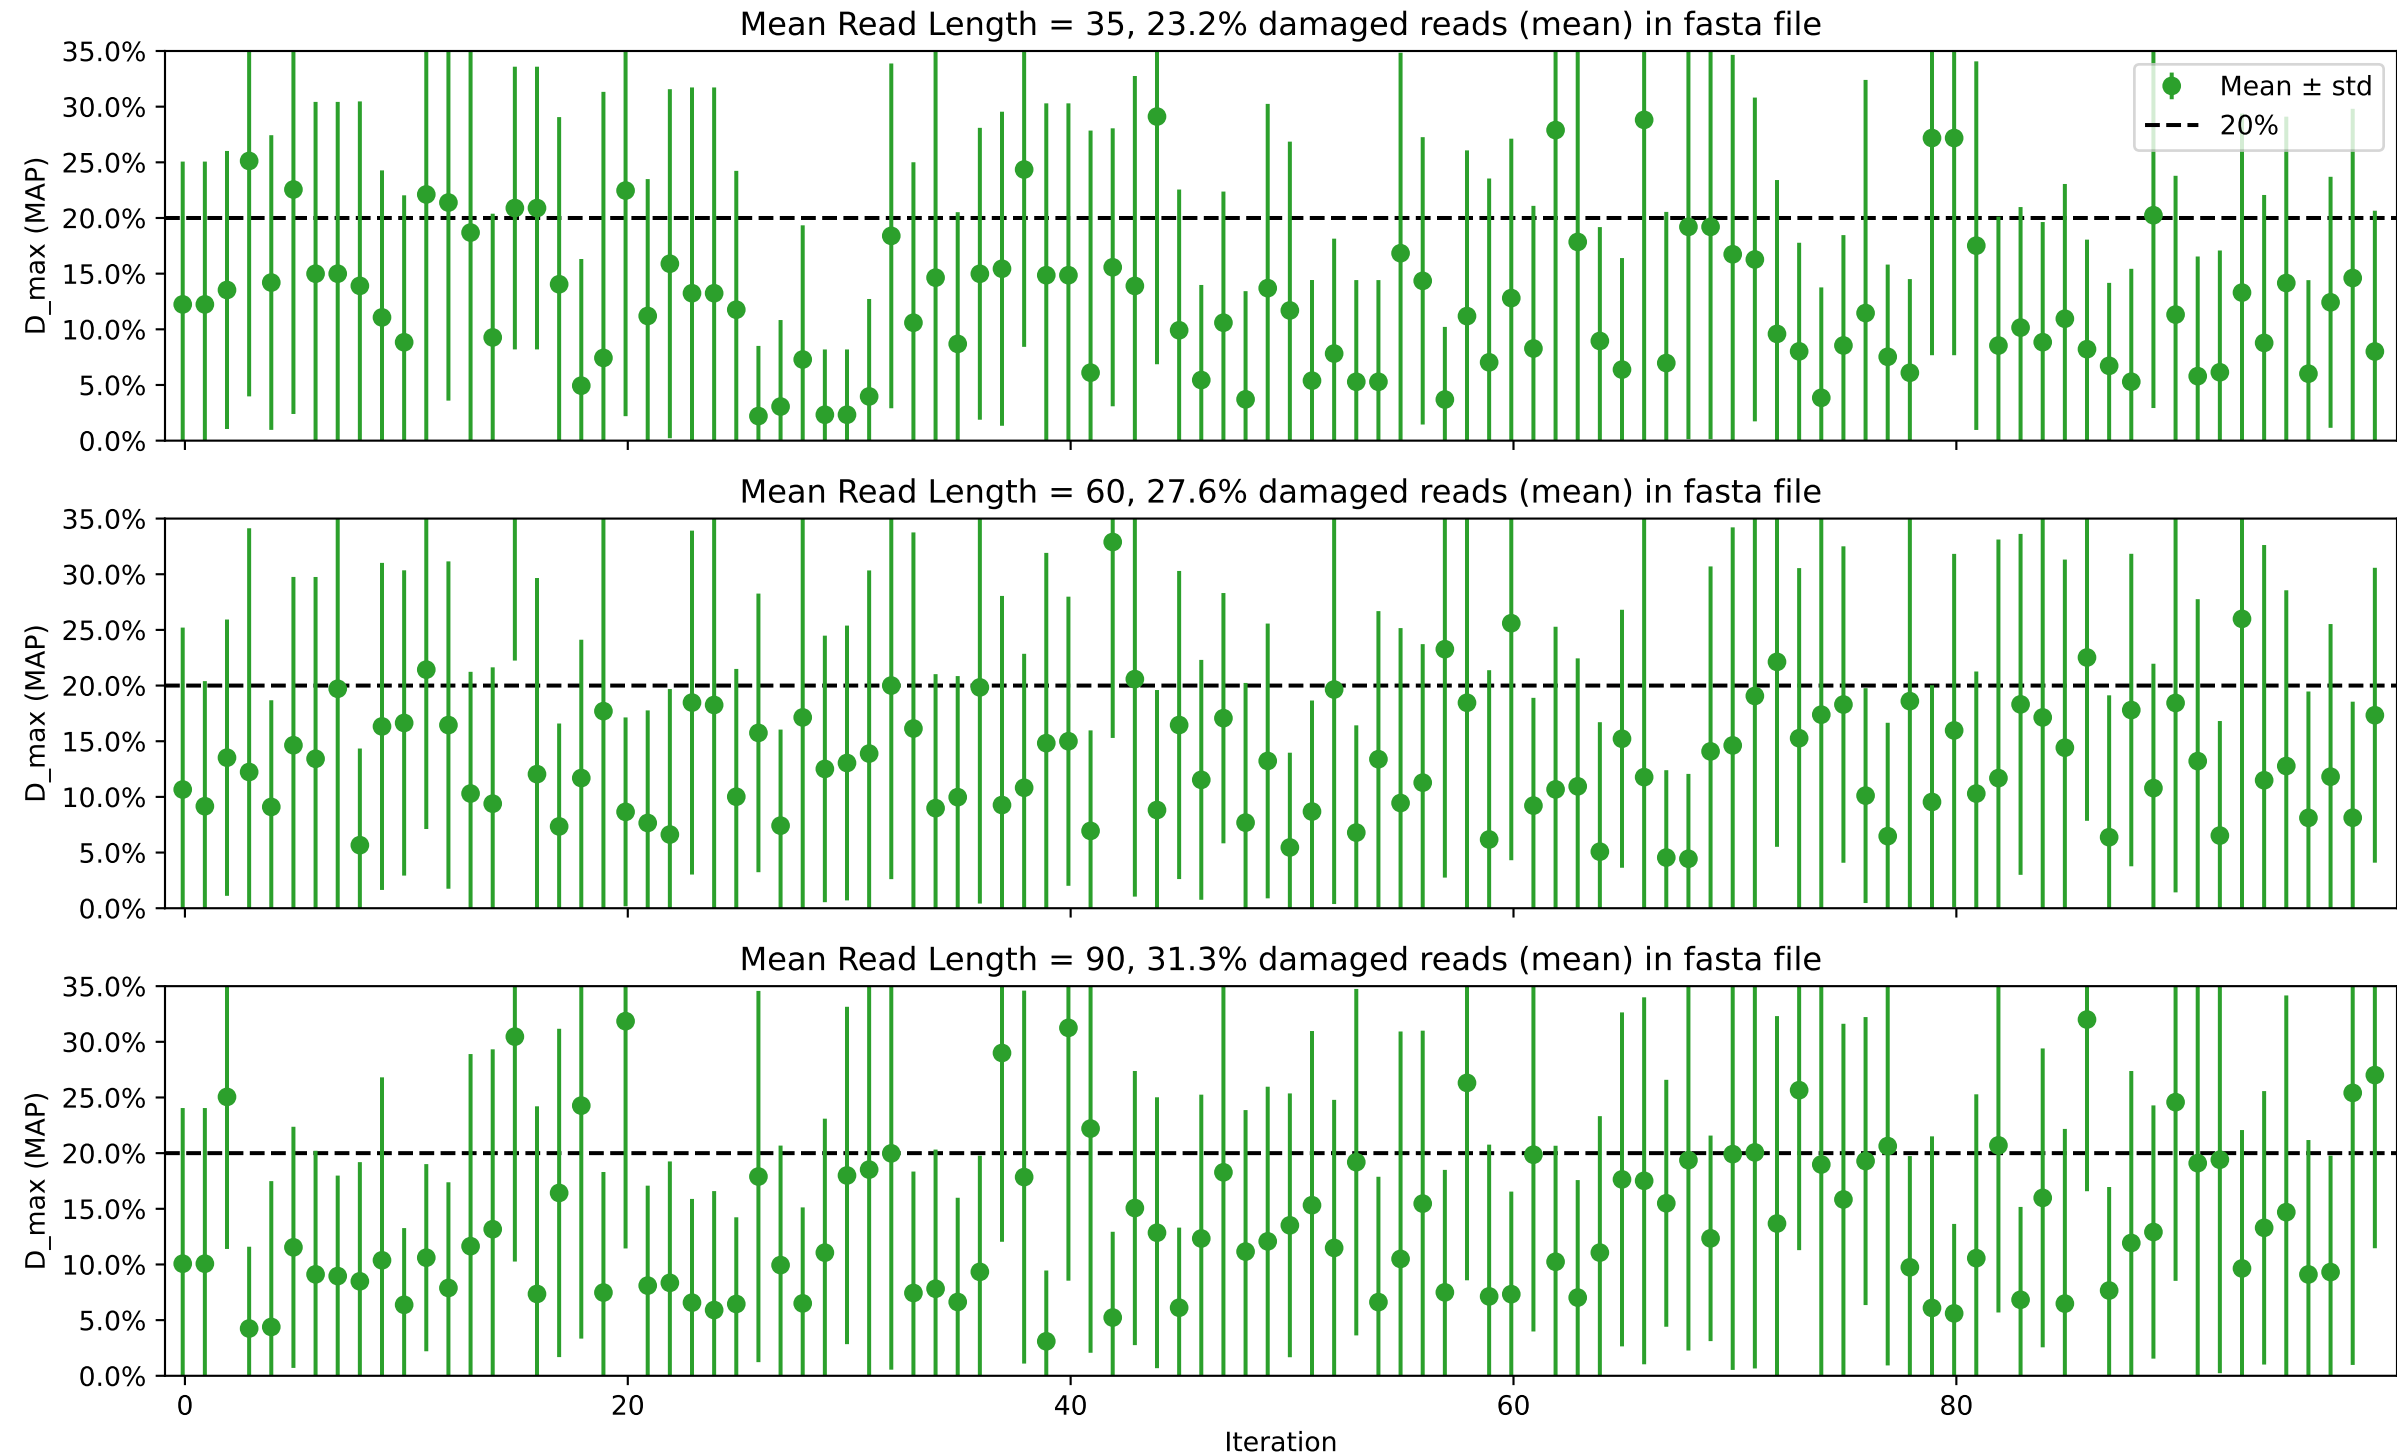 Mean Read Length = 35, 23.2% damaged reads (mean) in fasta file
35.0%
30.0%
25.0%
20.0%
15.0%
10.0%
5.0%
0.0%
D_max (MAP)
Mean ± std
20%
Mean Read Length = 60, 27.6% damaged reads (mean) in fasta file
35.0%
30.0%
25.0%
20.0%
15.0%
10.0%
5.0%
0.0%
D_max (MAP)
Mean Read Length = 90, 31.3% damaged reads (mean) in fasta file
35.0%
30.0%
25.0%
20.0%
15.0%
10.0%
5.0%
0.0%
D_max (MAP)
0 20 40 60 80
Iteration